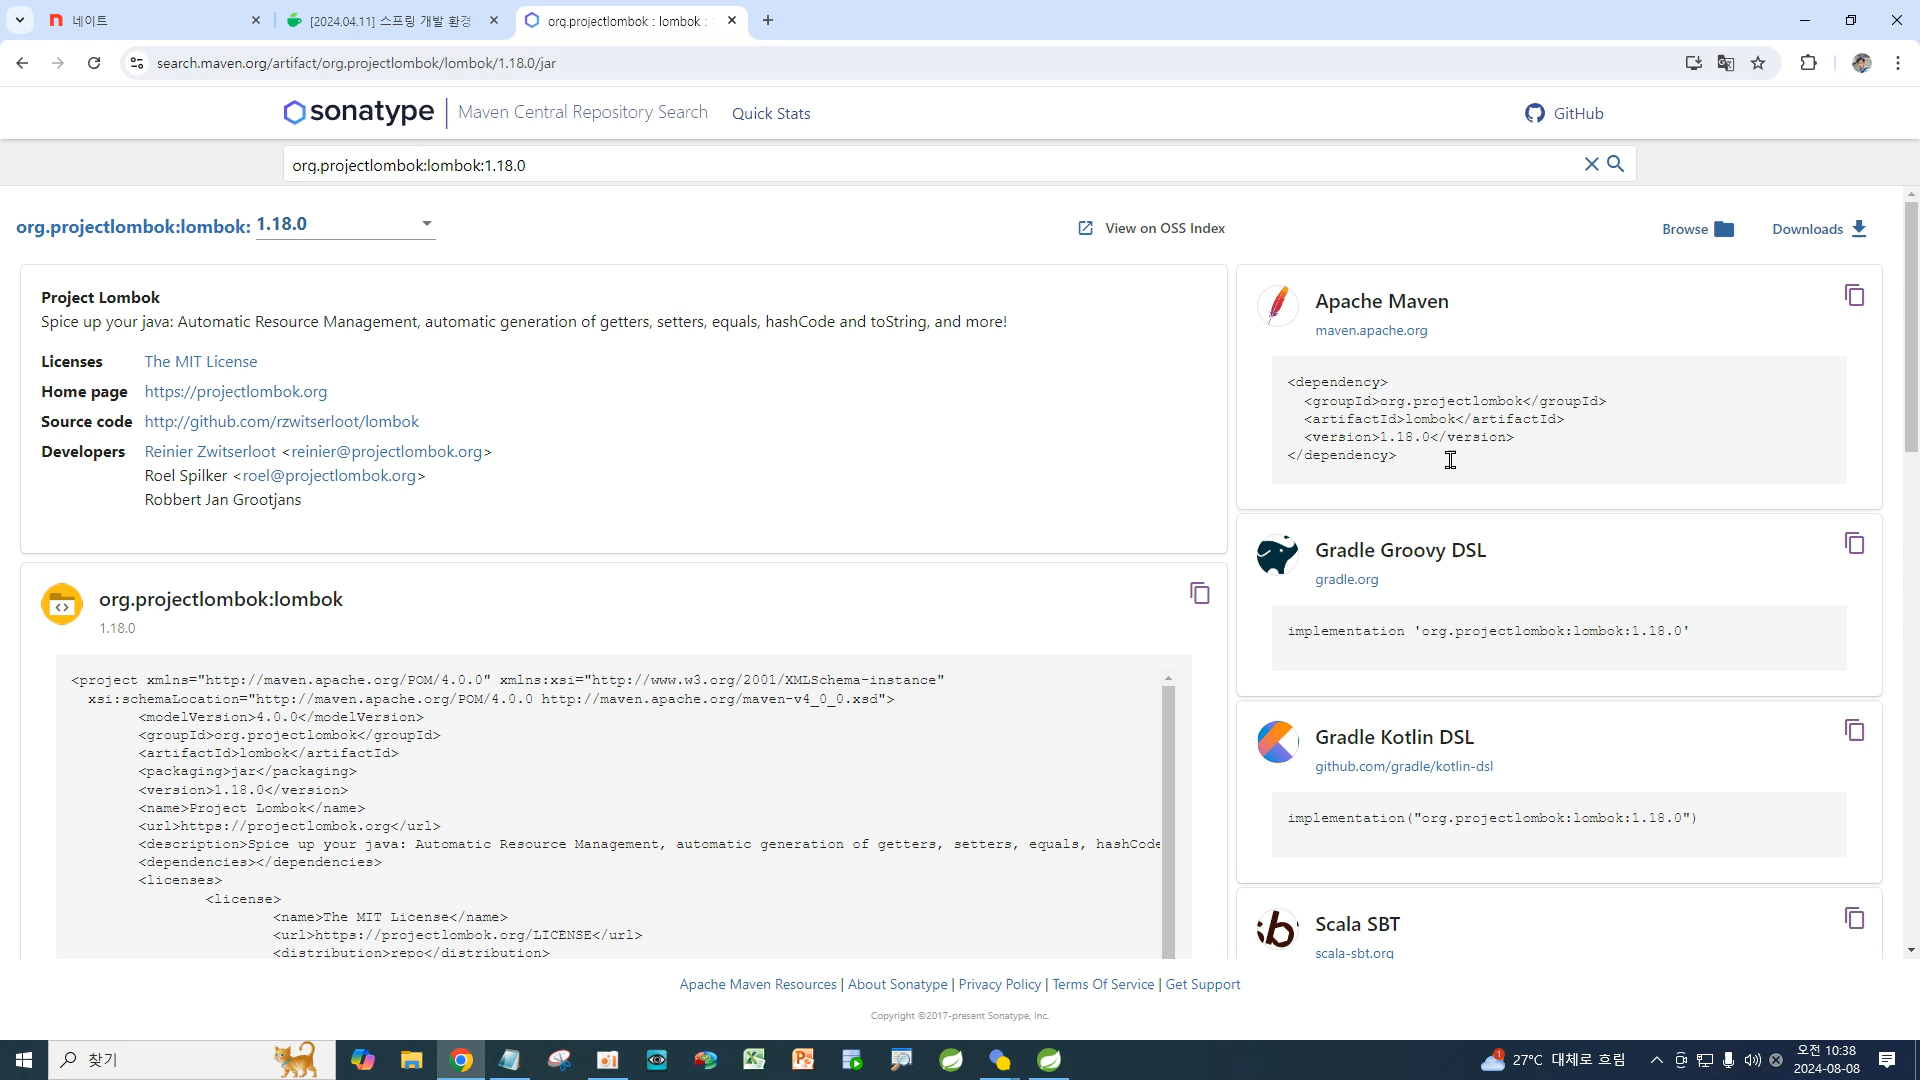 네이트
[2024.04.11] 스프링 개발 환경
org.projectlombok : lombok :
search.maven.org/artifact/org.projectlombok/lombok/1.18.0/jar
sonatype
Maven Central Repository Search
Quick Stats
GitHub
org.projectlombok:lombok:1.18.0
org.projectlombok:lombok: 1.18.0
View on OSS Index
Browse
Downloads
Project Lombok
Spice up your java: Automatic Resource Management, automatic generation of getters, setters, equals, hashCode and toString, and more!
Licenses The MIT License
Home page https://projectlombok.org
Source code http://github.com/rzwitserloot/lombok
Developers Reinier Zwitserloot <reinier@projectlombok.org>
Roel Spilker <roel@projectlombok.org>
Robbert Jan Grootjans
org.projectlombok:lombok
1.18.0
<project xmlns="http://maven.apache.org/POM/4.0.0" xmlns:xsi="http://www.w3.org/2001/XMLSchema-instance"
xsi:schemaLocation="http://maven.apache.org/POM/4.0.0 http://maven.apache.org/maven-v4_0_0.xsd">
<modelVersion>4.0.0</modelVersion>
<groupId>org.projectlombok</groupId>
<artifactId>lombok</artifactId>
<packaging>jar</packaging>
<version>1.18.0</version>
<name>Project Lombok</name>
<url>https://projectlombok.org</url>
<description>Spice up your java: Automatic Resource Management, automatic generation of getters, setters, equals, hashCode
<dependencies></dependencies>
<licenses>
<license>
<name>The MIT License</name>
<url>https://projectlombok.org/LICENSE</url>
<distribution>repo</distribution>
Apache Maven
maven.apache.org
<dependency>
<groupId>org.projectlombok</groupId>
<artifactId>lombok</artifactId>
<version>1.18.0</version>
</dependency>
Gradle Groovy DSL
gradle.org
implementation 'org.projectlombok:lombok:1.18.0'
Gradle Kotlin DSL
github.com/gradle/kotlin-dsl
implementation("org.projectlombok:lombok:1.18.0")
Scala SBT
scala-sbt.org
Apache Maven Resources | About Sonatype | Privacy Policy | Terms Of Service | Get Support
Copyright ©2017-present Sonatype, Inc.
찾기
27°C 대체로 흐림
오전 10:38
2024-08-08